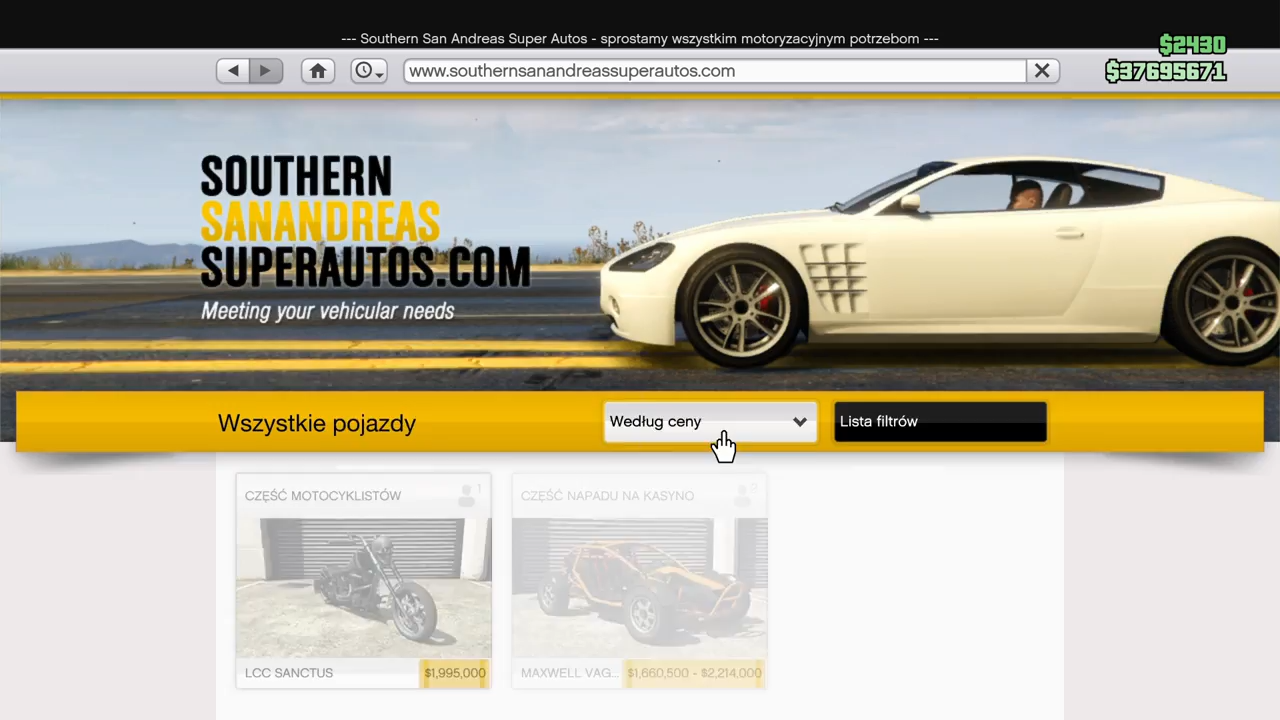 --- Southern San Andreas Super Autos - sprostamy wszystkim motoryzacyjnym potrzebom ---
$2430
$37695671
www.southernsanandreassuperautos.com
SOUTHERN
SANANDREAS
SUPERAUTOS.COM
Meeting your vehicular needs
Wszystkie pojazdy
Według ceny
Lista filtrów
CZĘŚĆ MOTOCYKLISTÓW
1
CZĘŚĆ NAPADU NA KASYNO
LCC SANCTUS
$1,995,000
MAXWELL VAG...
$1,660,500 - $2,214,000